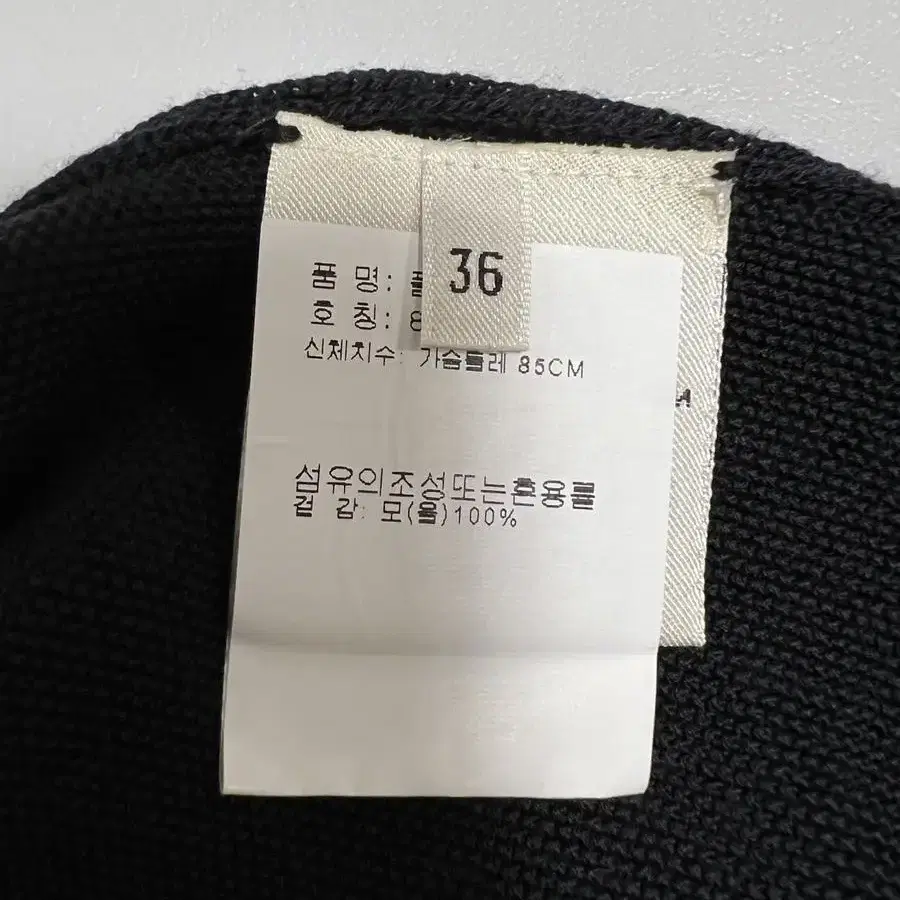 36
품 명:
호 칭: 8
신체치수: 가슴둘레 85CM
섬유의조성또는혼용률
겉 감: 모(울)100%